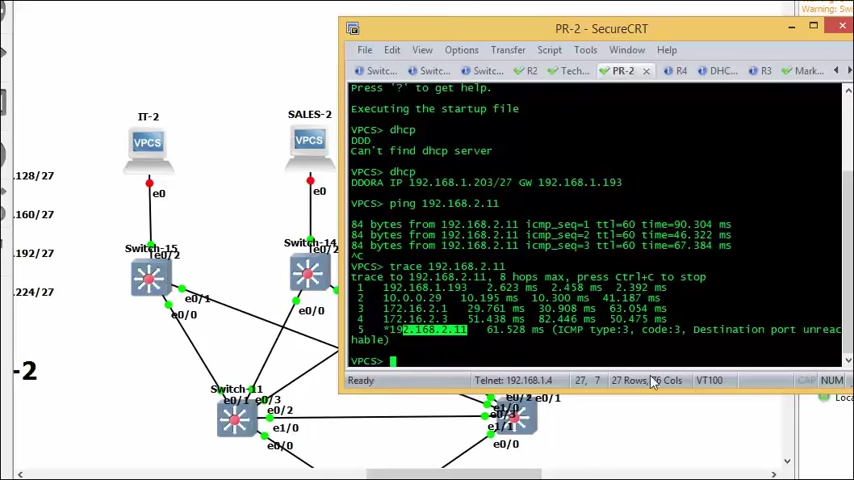 Warning: Sw
PR-2 - SecureCRT
File Edit View Options Transfer Script Tools Window Help
Switc... Switc... Switc... R2 Tech... PR-2 R4 DHC... R3 Mark...
Press '?' to get help.
Executing the startup file
VPCS> dhcp
DDD
Can't find dhcp server
VPCS> dhcp
DDORA IP 192.168.1.203/27 GW 192.168.1.193
VPCS> ping 192.168.2.11
84 bytes from 192.168.2.11 icmp_seq=1 ttl=60 time=90.304 ms
84 bytes from 192.168.2.11 icmp_seq=2 ttl=60 time=46.322 ms
84 bytes from 192.168.2.11 icmp_seq=3 ttl=60 time=67.384 ms
^C
VPCS> trace 192.168.2.11
trace to 192.168.2.11, 8 hops max, press Ctrl+C to stop
1 192.168.1.193 2.623 ms 2.458 ms 2.392 ms
2 10.0.0.29 10.195 ms 10.300 ms 41.187 ms
3 172.16.2.1 29.761 ms 30.908 ms 63.054 ms
4 172.16.2.3 51.438 ms 82.446 ms 50.475 ms
5 *192.168.2.11 61.528 ms (ICMP type:3, code:3, Destination port unreac
hable)
VPCS>
Ready Telnet: 192.168.1.4 27, 7 27 Rows, Cols VT100 CAP NUM
IT-2
SALES-2
e0
e0
.128/27
.160/27
.192/27
.224/27
Switch-15
e0/2
e0/1
e0/0
Switch-14
e0/2
e0/0
-2
Switch-11
e0/1
e0/3
e0/2
e1/0
e0/0
e0/2
e1/0
e0/3
e1/1
e0/0
Loca